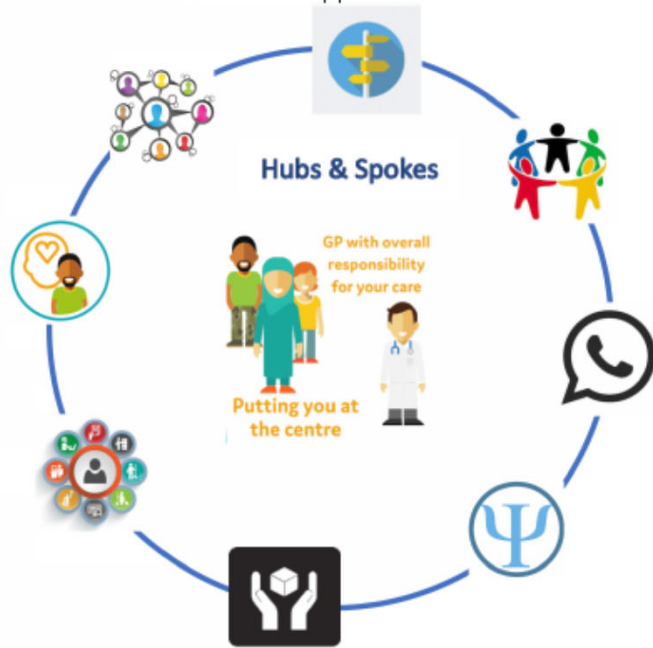 Hubs & Spokes
GP with overall
responsibility
for your care
Putting you at
the centre